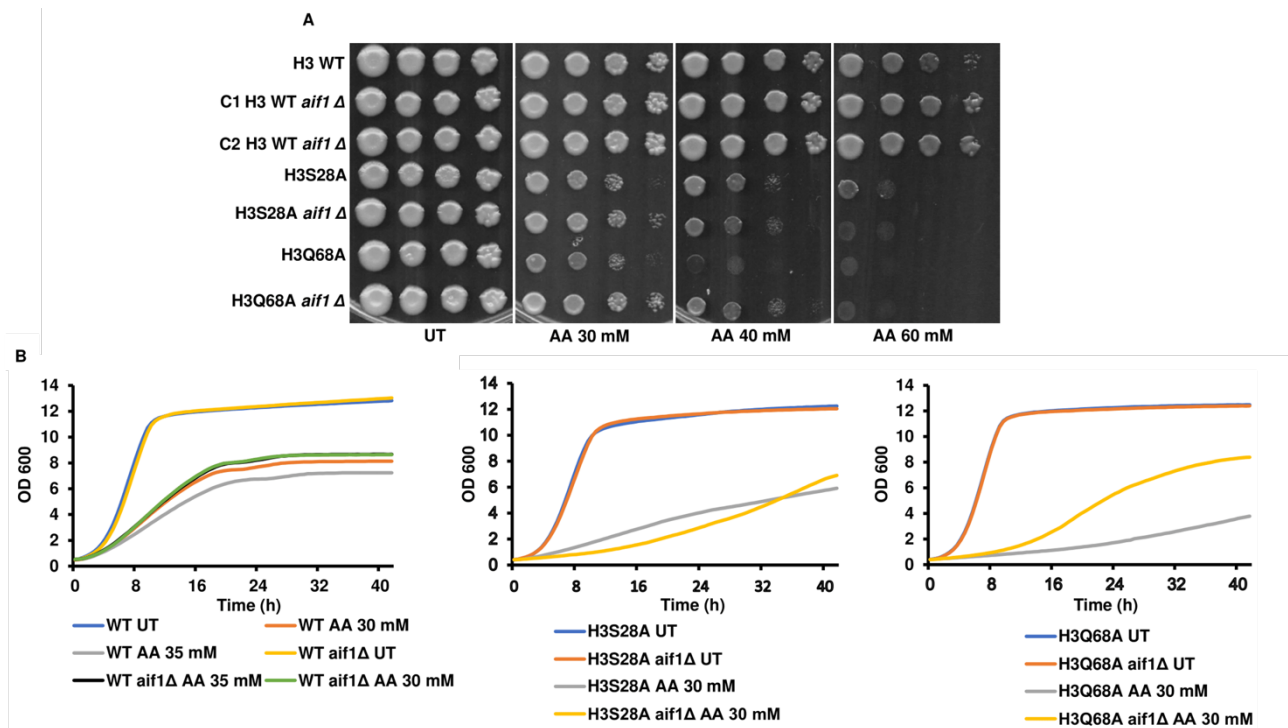 A
H3 WT
C1 H3 WT aif1 Δ
C2 H3 WT aif1 Δ
H3S28A
H3S28A aif1 Δ
H3Q68A
H3Q68A aif1 Δ
UT AA 30 mM AA 40 mM AA 60 mM
B
14
12
10
8
6
4
2
0
OD 600
0 8 16 24 32 40
Time (h)
WT UT WT AA 30 mM
WT AA 35 mM WT aif1Δ UT
WT aif1Δ AA 35 mM WT aif1Δ AA 30 mM
14
12
10
8
6
4
2
0
OD 600
0 8 16 24 32 40
Time (h)
H3S28A UT
H3S28A aif1Δ UT
H3S28A AA 30 mM
H3S28A aif1Δ AA 30 mM
14
12
10
8
6
4
2
0
OD 600
0 8 16 24 32 40
Time (h)
H3Q68A UT
H3Q68A aif1Δ UT
H3Q68A AA 30 mM
H3Q68A aif1Δ AA 30 mM